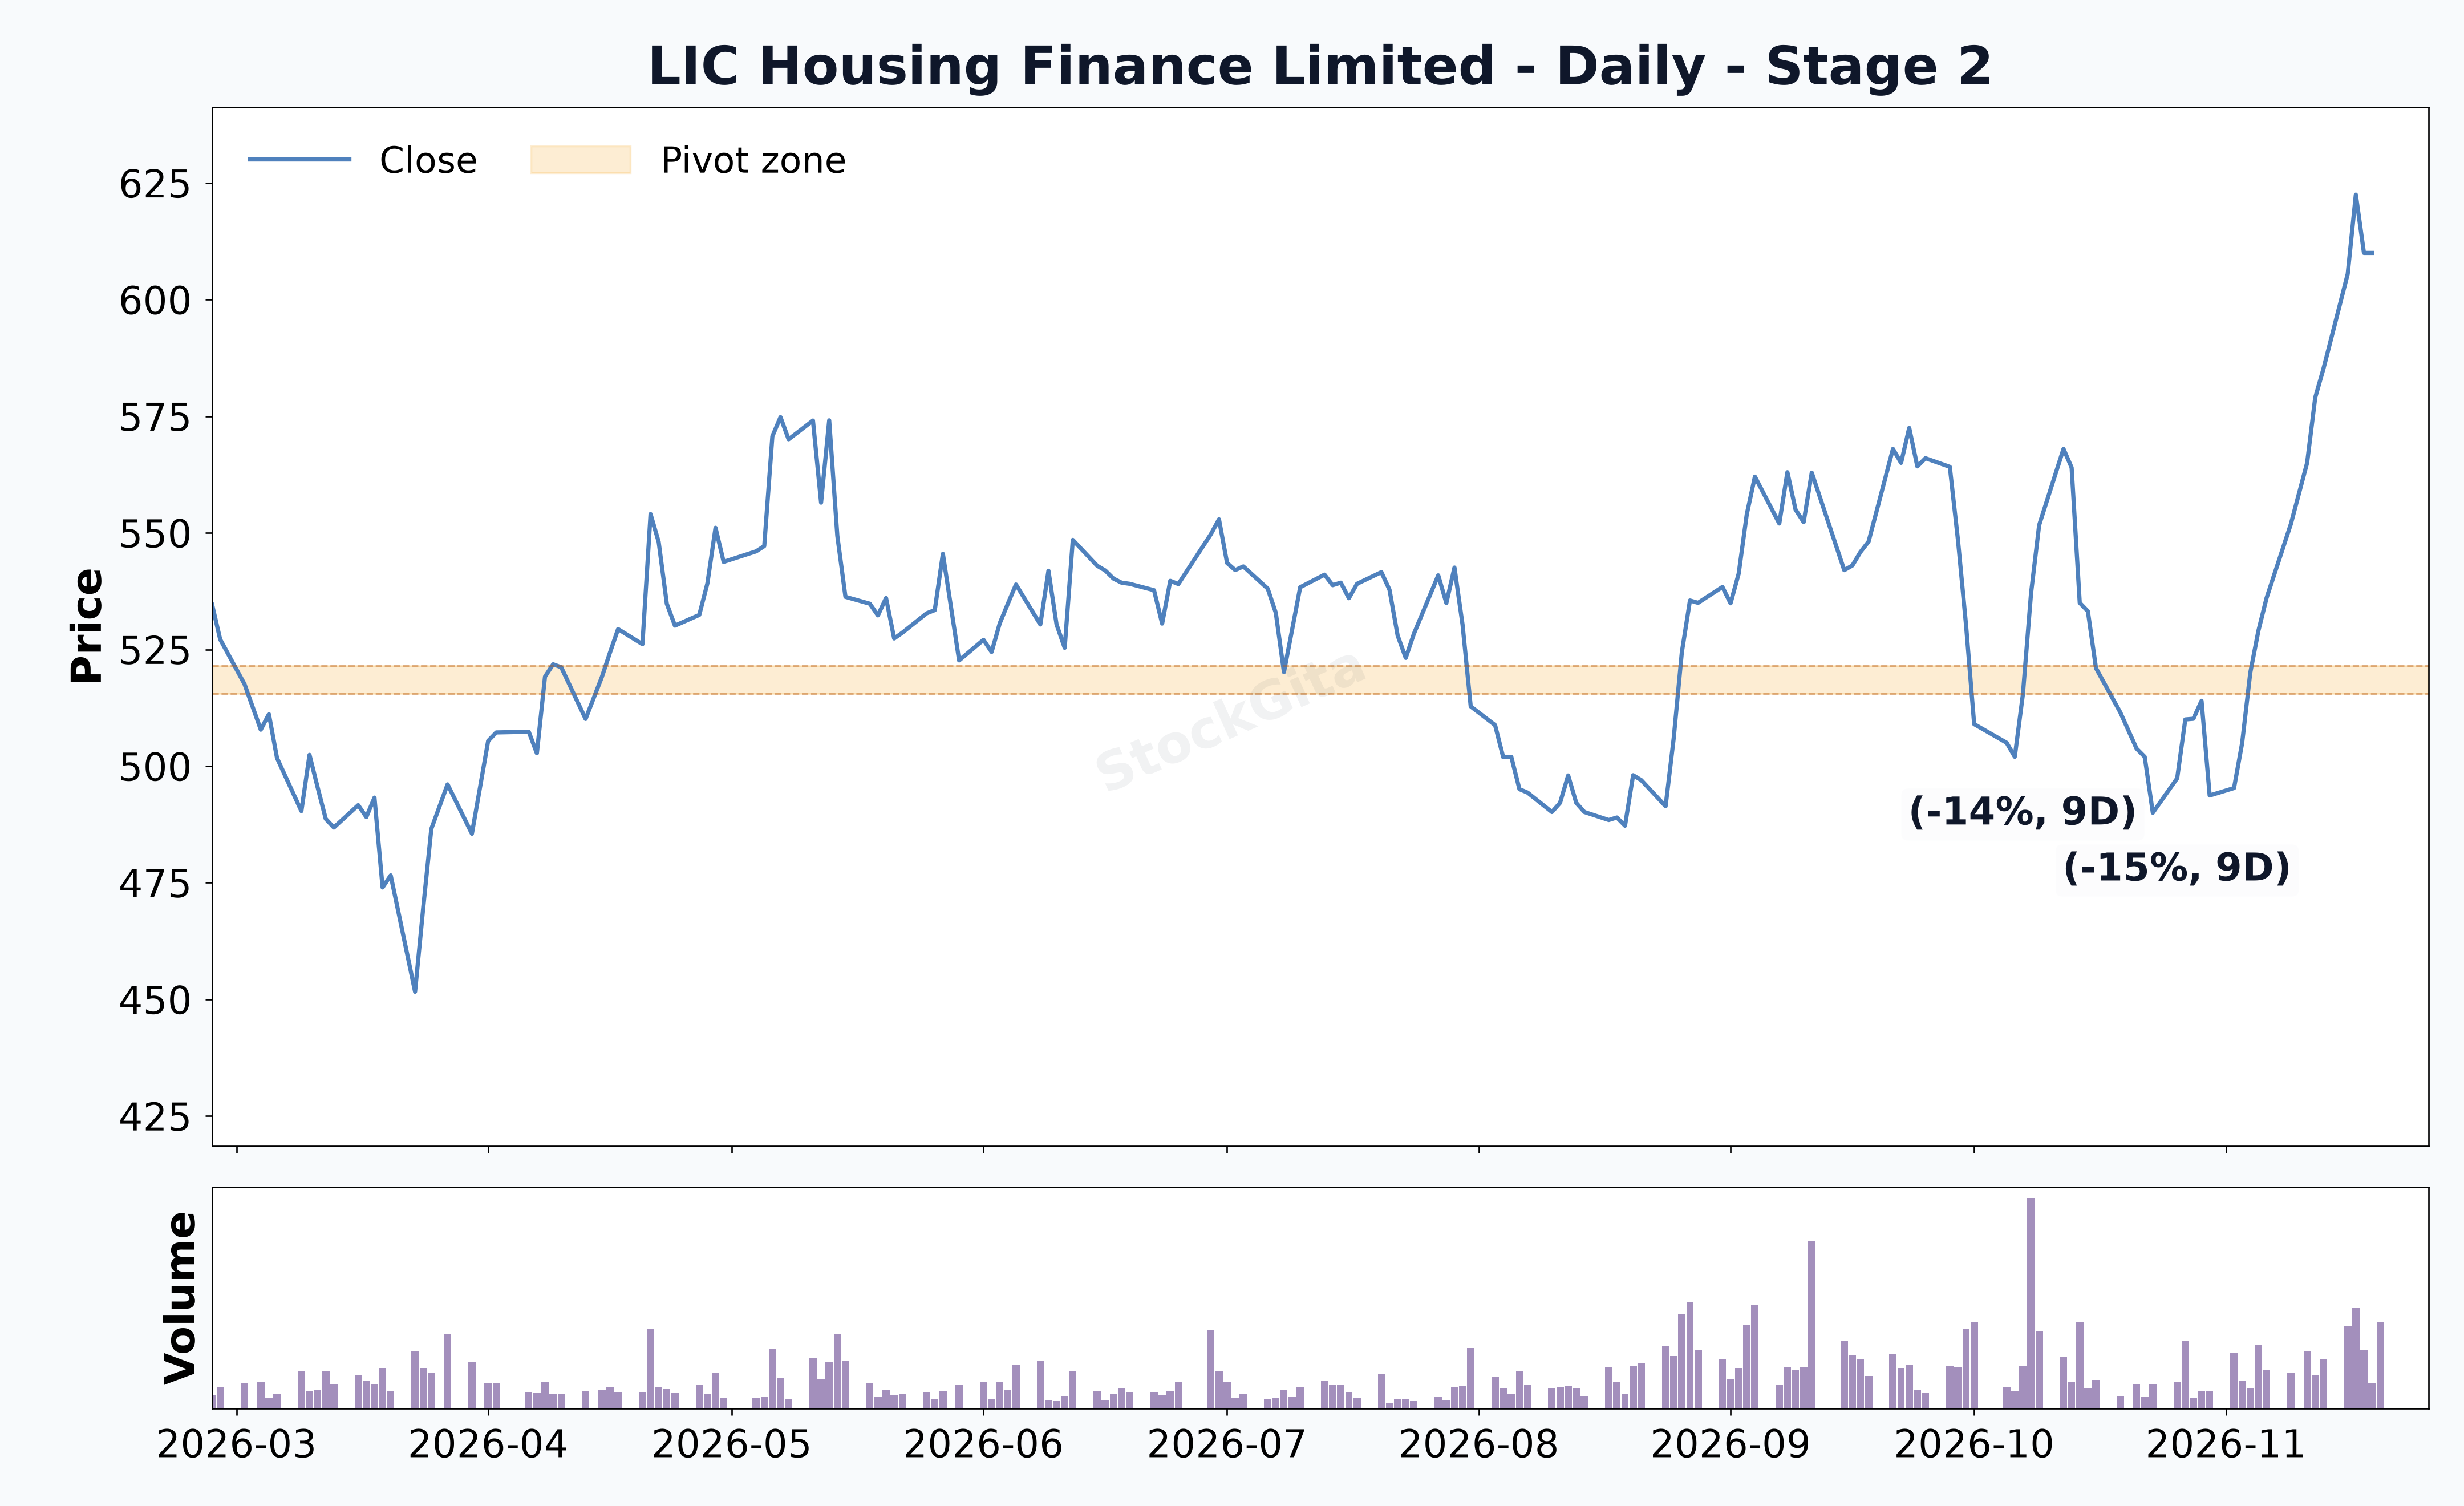 LIC Housing Finance Limited - Daily - Stage 2
Close
Pivot zone
Price
625
600
575
550
525
500
475
450
425
StockGita
(-14%, 9D)
(-15%, 9D)
Volume
2026-03
2026-04
2026-05
2026-06
2026-07
2026-08
2026-09
2026-10
2026-11